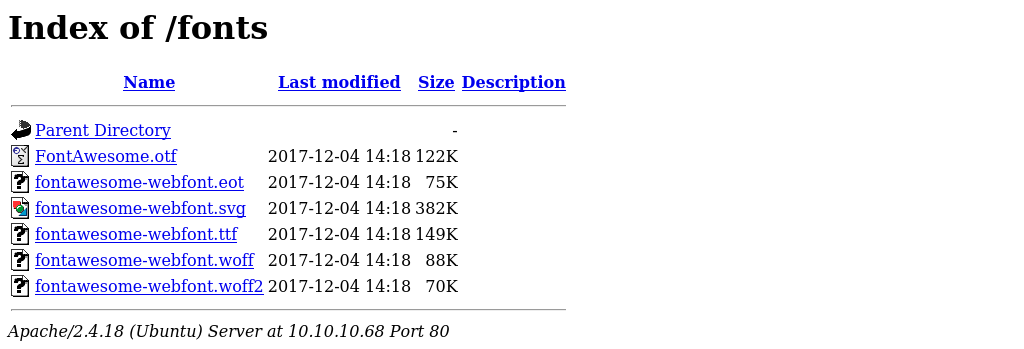 Index of /fonts
Name Last modified Size Description
Parent Directory -
FontAwesome.otf 2017-12-04 14:18 122K
fontawesome-webfont.eot 2017-12-04 14:18 75K
fontawesome-webfont.svg 2017-12-04 14:18 382K
fontawesome-webfont.ttf 2017-12-04 14:18 149K
fontawesome-webfont.woff 2017-12-04 14:18 88K
fontawesome-webfont.woff2 2017-12-04 14:18 70K
Apache/2.4.18 (Ubuntu) Server at 10.10.10.68 Port 80